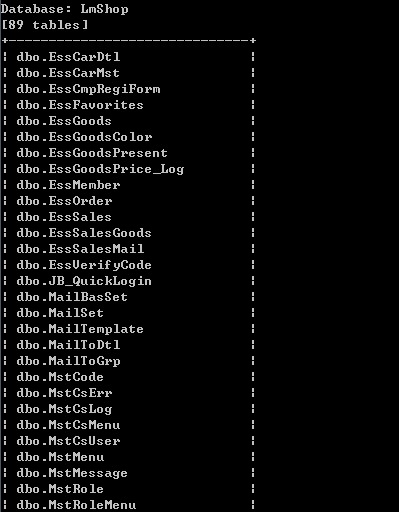 Database: LmShop
[89 tables]
+------------------------------+
¦ dbo.EssCarDtl ¦
¦ dbo.EssCarMst ¦
¦ dbo.EssCmpRegiForm ¦
¦ dbo.EssFavorites ¦
¦ dbo.EssGoods ¦
¦ dbo.EssGoodsColor ¦
¦ dbo.EssGoodsPresent ¦
¦ dbo.EssGoodsPrice_Log ¦
¦ dbo.EssMember ¦
¦ dbo.EssOrder ¦
¦ dbo.EssSales ¦
¦ dbo.EssSalesGoods ¦
¦ dbo.EssSalesMail ¦
¦ dbo.EssVerifyCode ¦
¦ dbo.JB_QuickLogin ¦
¦ dbo.MailBasSet ¦
¦ dbo.MailSet ¦
¦ dbo.MailTemplate ¦
¦ dbo.MailToDtl ¦
¦ dbo.MailToGrp ¦
¦ dbo.MstCode ¦
¦ dbo.MstCsErr ¦
¦ dbo.MstCsLog ¦
¦ dbo.MstCsMenu ¦
¦ dbo.MstCsUser ¦
¦ dbo.MstMenu ¦
¦ dbo.MstMessage ¦
¦ dbo.MstRole ¦
¦ dbo.MstRoleMenu ¦